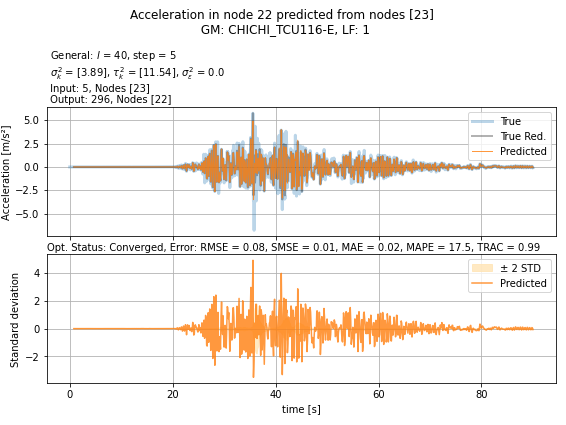 Acceleration in node 22 predicted from nodes [23]
GM: CHICHI_TCU116-E, LF: 1
General: l = 40, step = 5
σ²ₖ = [3.89], τ²ₖ = [11.54], σ²ε = 0.0
Input: 5, Nodes [23]
Output: 296, Nodes [22]
Acceleration [m/s²]
5.0
2.5
0.0
−2.5
−5.0
True
True Red.
Predicted
Opt. Status: Converged, Error: RMSE = 0.08, SMSE = 0.01, MAE = 0.02, MAPE = 17.5, TRAC = 0.99
Standard deviation
4
2
0
−2
± 2 STD
Predicted
0
20
40
60
80
time [s]